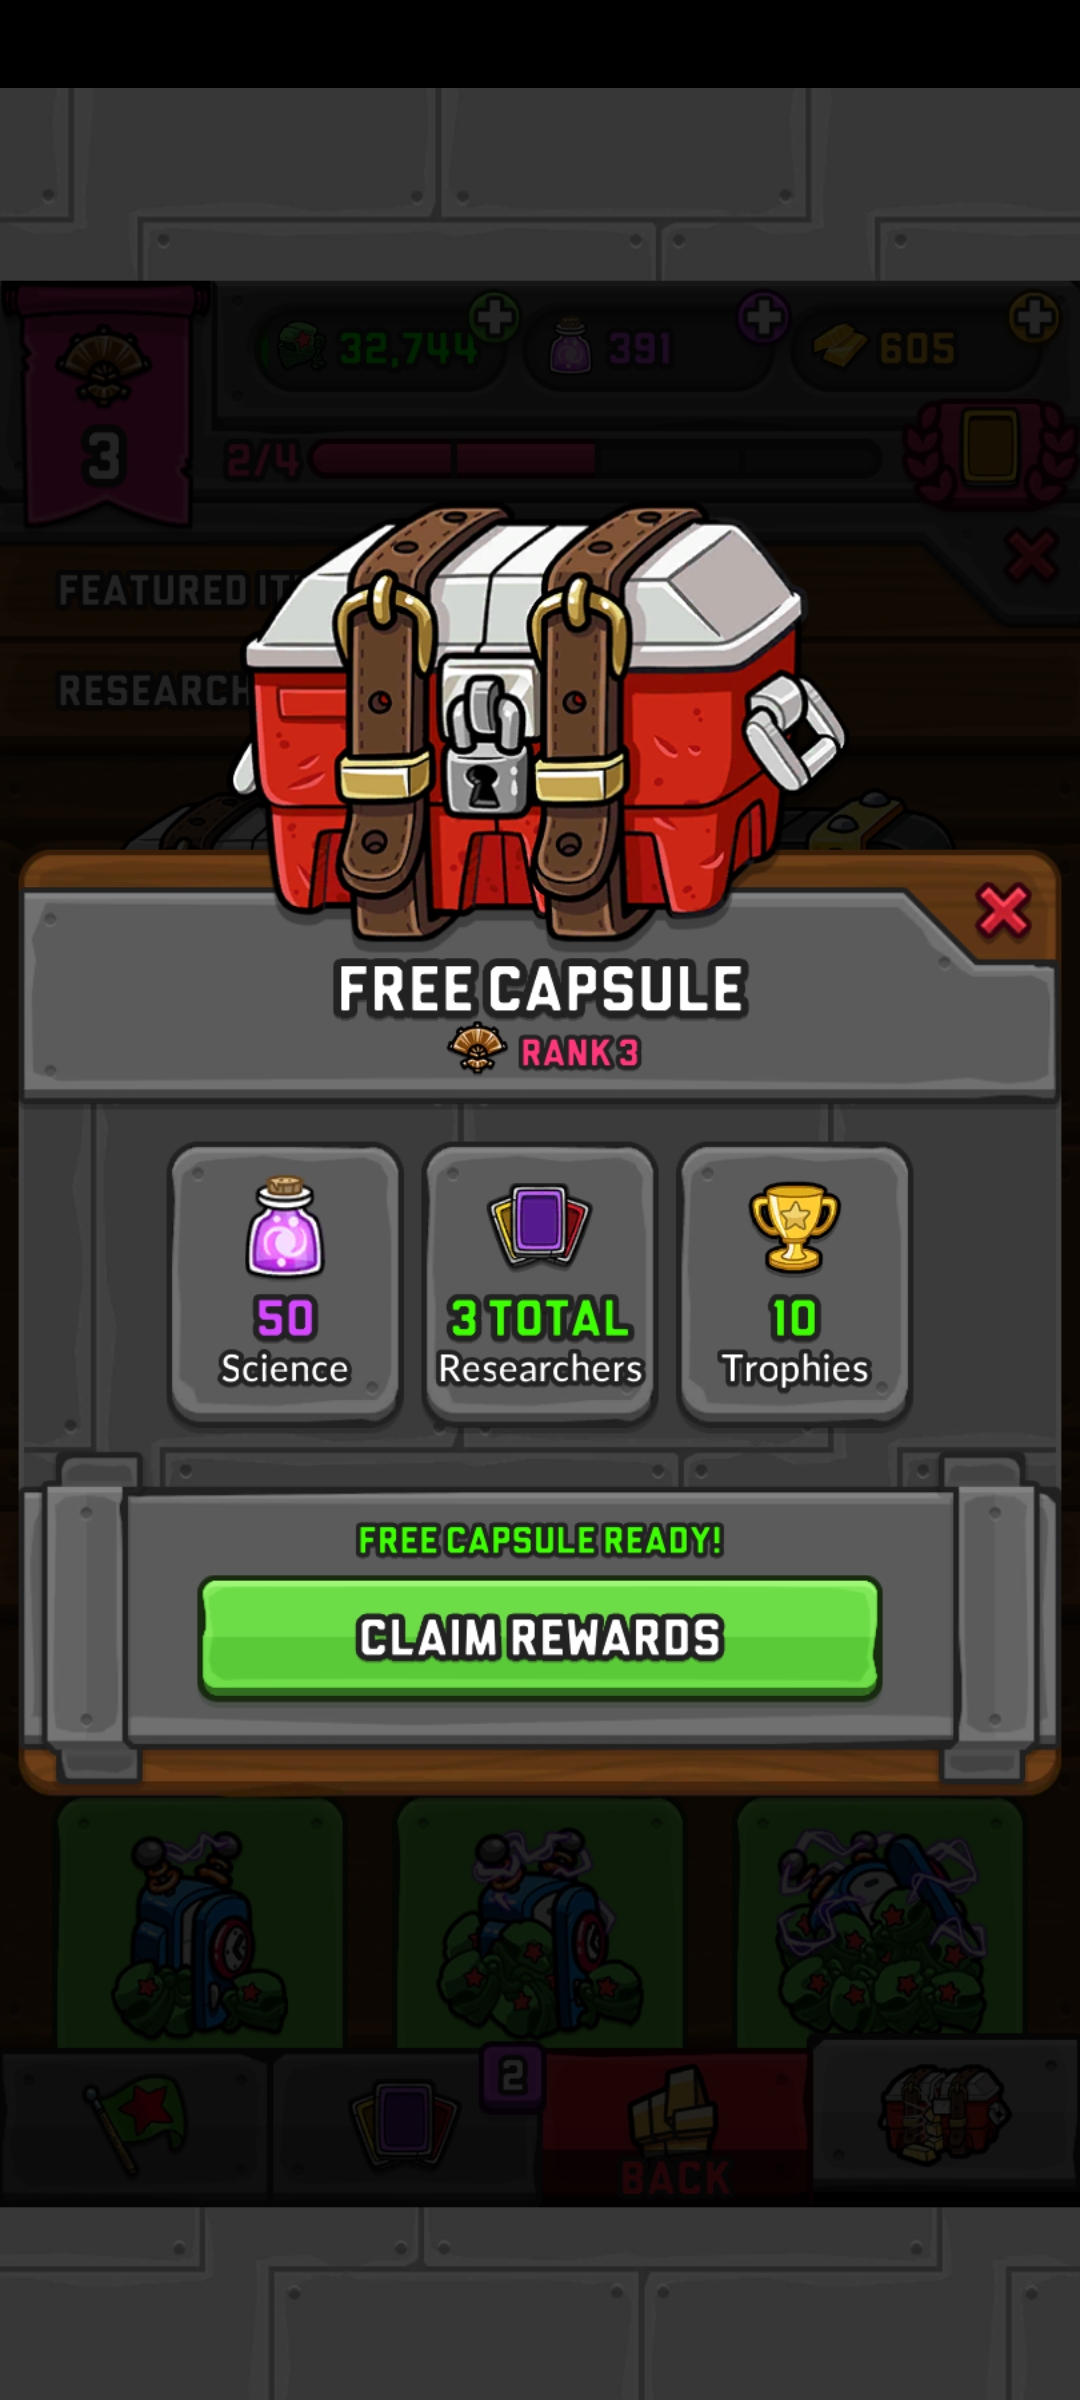 32,744
391
605
3
2/4
FEATURED IT
RESEARCH
FREE CAPSULE
RANK 3
50
Science
3 TOTAL
Researchers
10
Trophies
FREE CAPSULE READY!
CLAIM REWARDS
2
BACK